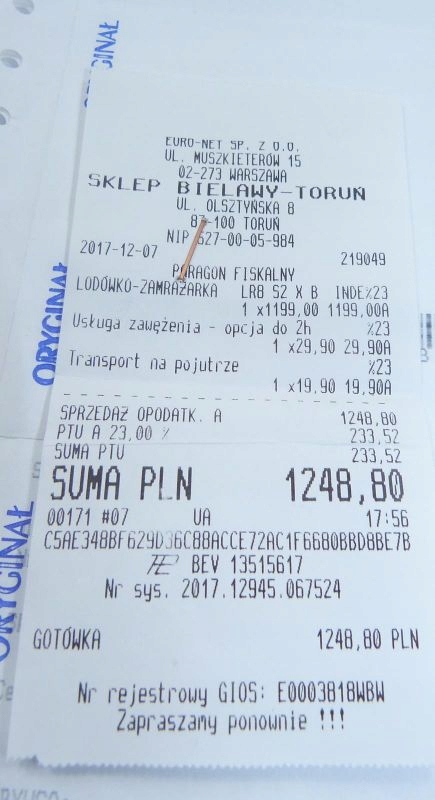 ORYGINAŁ
EURO-NET SP. Z O.O.
UL. MUSZKIETERÓW 15
02-273 WARSZAWA
SKLEP BIELAWY-TORUŃ
UL. OLSZTYŃSKA 8
87-100 TORUŃ
NIP 527-00-05-984
2017-12-07 219049
PARAGON FISKALNY
LODÓWKO-ZAMRAŻARKA LR8 S2 X B INDE%23
1 x1199,00 1199,00A
Usługa zawężenia - opcja do 2h %23
1 x29,90 29,90A
Transport na pojutrze %23
1 x19,90 19,90A
ORYGINAŁ
SPRZEDAŻ OPODATK. A 1248,80
PTU A 23,00 % 233,52
SUMA PTU 233,52
SUMA PLN 1248,80
00171 #07 UA 17:56
C5AE348BF629D36C88ACCE72AC1F6680BBD8BE7B
BEV 13515617
Nr sys. 2017.12945.067524
ORYGINAŁ
GOTÓWKA 1248,80 PLN
Nr rejestrowy GIOS: E0003818WBW
Zapraszamy ponownie !!!